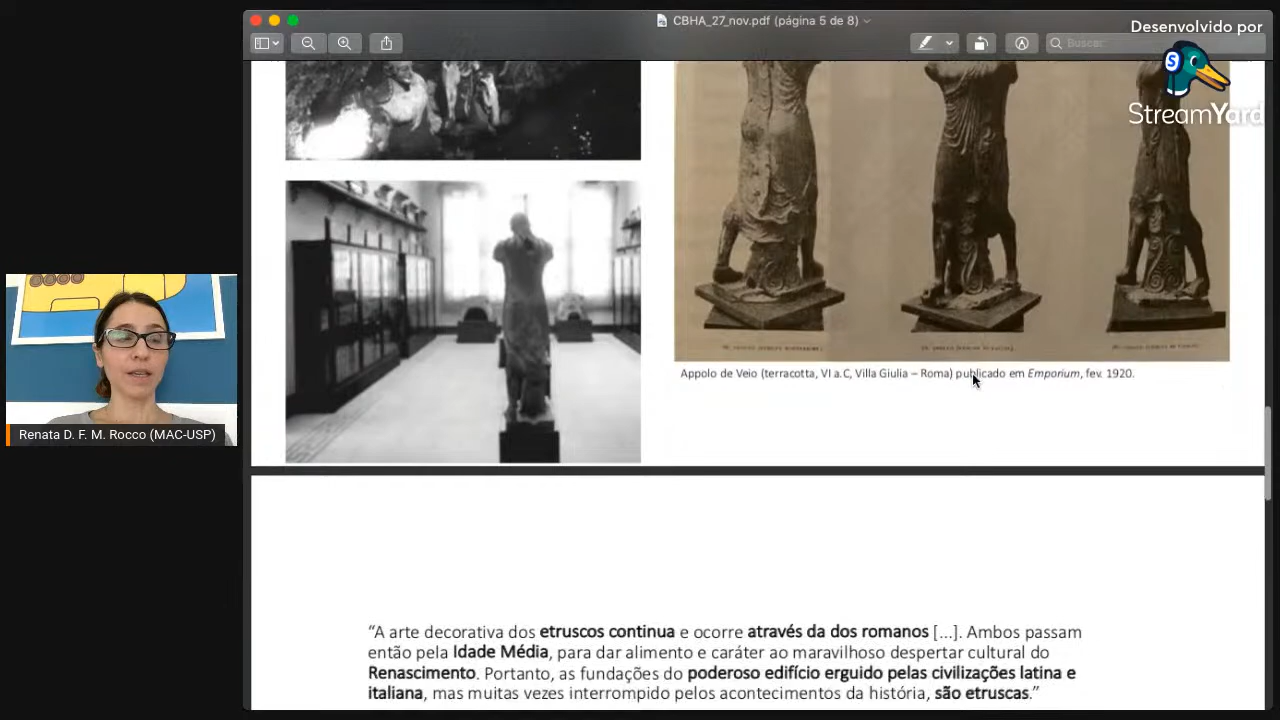 CBHA_27_nov.pdf (página 5 de 8)
Desenvolvido por
Buscar
StreamYard
Renata D. F. M. Rocco (MAC-USP)
Appolo de Veio (terracotta, VI a.C, Villa Giulia – Roma) publicado em Emporium, fev. 1920.
“A arte decorativa dos etruscos continua e ocorre através da dos romanos [...]. Ambos passam
então pela Idade Média, para dar alimento e caráter ao maravilhoso despertar cultural do
Renascimento. Portanto, as fundações do poderoso edifício erguido pelas civilizações latina e
italiana, mas muitas vezes interrompido pelos acontecimentos da história, são etruscas.”